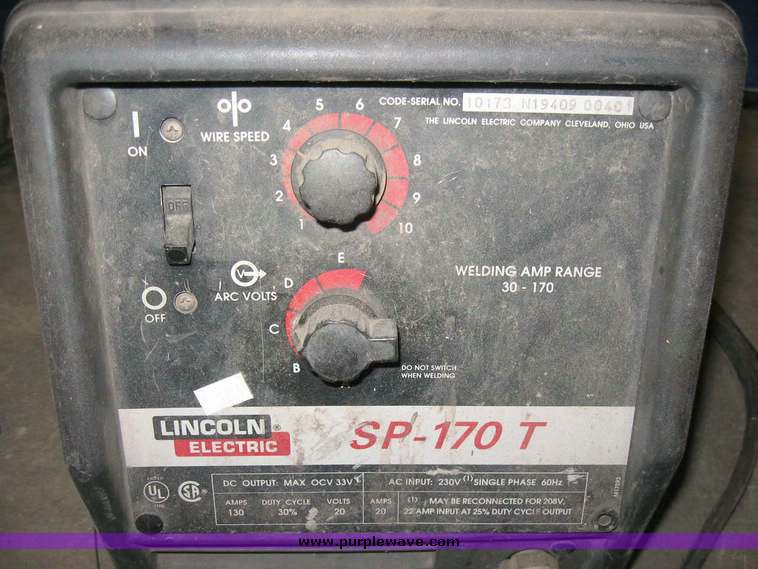 CODE-SERIAL NO. 10173 N19409 00401
THE LINCOLN ELECTRIC COMPANY CLEVELAND, OHIO USA
ON
WIRE SPEED
1
2
3
4
5
6
7
8
9
10
OFF
ARC VOLTS
V
B
C
D
E
WELDING AMP RANGE
30 - 170
OFF
DO NOT SWITCH
WHEN WELDING
LINCOLN ®
ELECTRIC
SP-170 T
UL
SA
DC OUTPUT: MAX OCV 33V
AC INPUT: 230V (1) SINGLE PHASE 60Hz
AMPS DUTY CYCLE VOLTS
130 30% 20
AMPS
20
(1) MAY BE RECONNECTED FOR 208V,
22 AMP INPUT AT 25% DUTY CYCLE OUTPUT
www.purplewave.com